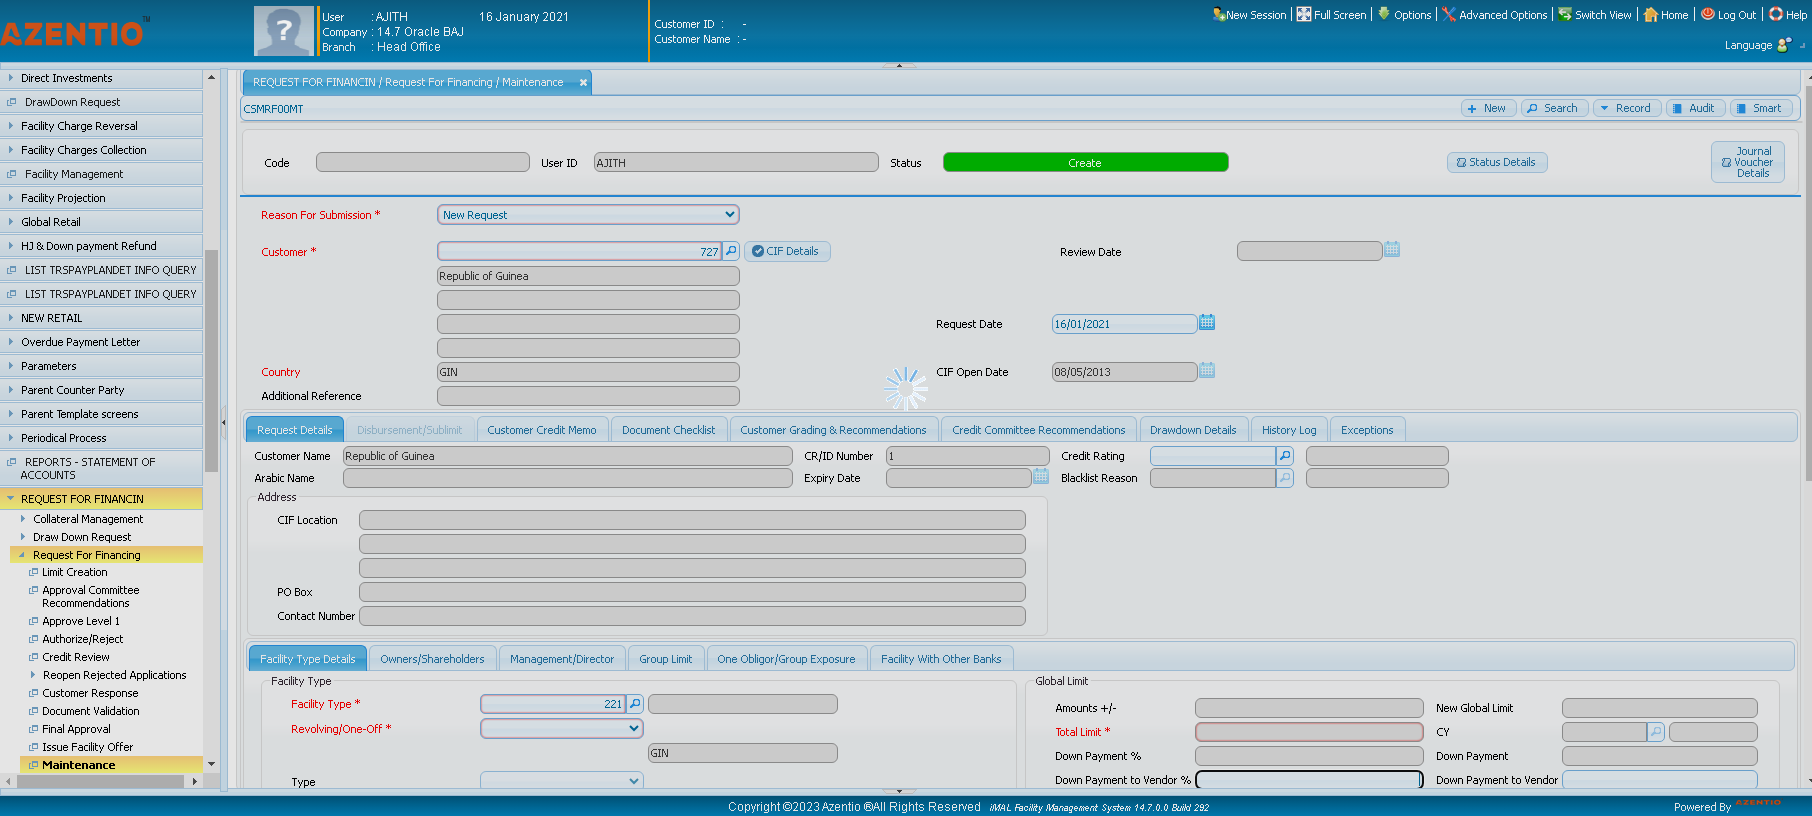 AZENTIO™
User : AJITH 16 January 2021
Company : 14.7 Oracle BAJ
Branch : Head Office
Customer ID : -
Customer Name : -
New Session Full Screen Options Advanced Options Switch View Home Log Out Help
Language
Direct Investments
DrawDown Request
Facility Charge Reversal
Facility Charges Collection
Facility Management
Facility Projection
Global Retail
HJ & Down payment Refund
LIST TRSPAYPLANDET INFO QUERY
LIST TRSPAYPLANDET INFO QUERY
NEW RETAIL
Overdue Payment Letter
Parameters
Parent Counter Party
Parent Template screens
Periodical Process
REPORTS - STATEMENT OF
ACCOUNTS
REQUEST FOR FINANCIN
Collateral Management
Draw Down Request
Request For Financing
Limit Creation
Approval Committee
Recommendations
Approve Level 1
Authorize/Reject
Credit Review
Reopen Rejected Applications
Customer Response
Document Validation
Final Approval
Issue Facility Offer
Maintenance
REQUEST FOR FINANCIN / Request For Financing / Maintenance
CSMRF00MT
New Search Record Audit Smart
Code User ID AJITH Status Create Status Details
Journal
Voucher
Details
Reason For Submission * New Request
Customer * 727 CIF Details Review Date
Republic of Guinea
Request Date 16/01/2021
Country GIN CIF Open Date 08/05/2013
Additional Reference
Request Details Disbursement/Sublimit Customer Credit Memo Document Checklist Customer Grading & Recommendations Credit Committee Recommendations Drawdown Details History Log Exceptions
Customer Name Republic of Guinea CR/ID Number 1 Credit Rating
Arabic Name Expiry Date Blacklist Reason
Address
CIF Location
PO Box
Contact Number
Facility Type Details Owners/Shareholders Management/Director Group Limit One Obligor/Group Exposure Facility With Other Banks
Facility Type
Facility Type * 221
Revolving/One-Off *
GIN
Type
Global Limit
Amounts +/- New Global Limit
Total Limit * CY
Down Payment % Down Payment
Down Payment to Vendor % Down Payment to Vendor
Copyright ©2023 Azentio ®All Rights Reserved iMAL Facility Management System 14.7.0.0 Build 292
Powered By AZENTIO